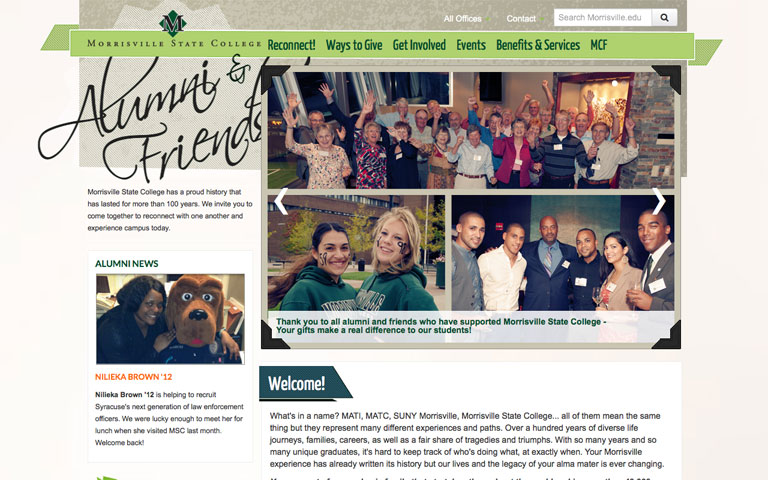 All Offices
Contact
Search Morrisville.edu
M
MORRISVILLE STATE COLLEGE
Reconnect! Ways to Give Get Involved Events Benefits & Services MCF
Alumni &
Friends
Morrisville State College has a proud history that
has lasted for more than 100 years. We invite you to
come together to reconnect with one another and
experience campus today.
ALUMNI NEWS
NILIEKA BROWN '12
Nilieka Brown '12 is helping to recruit
Syracuse's next generation of law enforcement
officers. We were lucky enough to meet her for
lunch when she visited MSC last month.
Welcome back!
Thank you to all alumni and friends who have supported Morrisville State College -
Your gifts make a real difference to our students!
Welcome!
What's in a name? MATI, MATC, SUNY Morrisville, Morrisville State College... all of them mean the same
thing but they represent many different experiences and paths. Over a hundred years of diverse life
journeys, families, careers, as well as a fair share of tragedies and triumphs. With so many years and so
many unique graduates, it's hard to keep track of who's doing what, at exactly when. Your Morrisville
experience has already written its history but our lives and the legacy of your alma mater is ever changing.